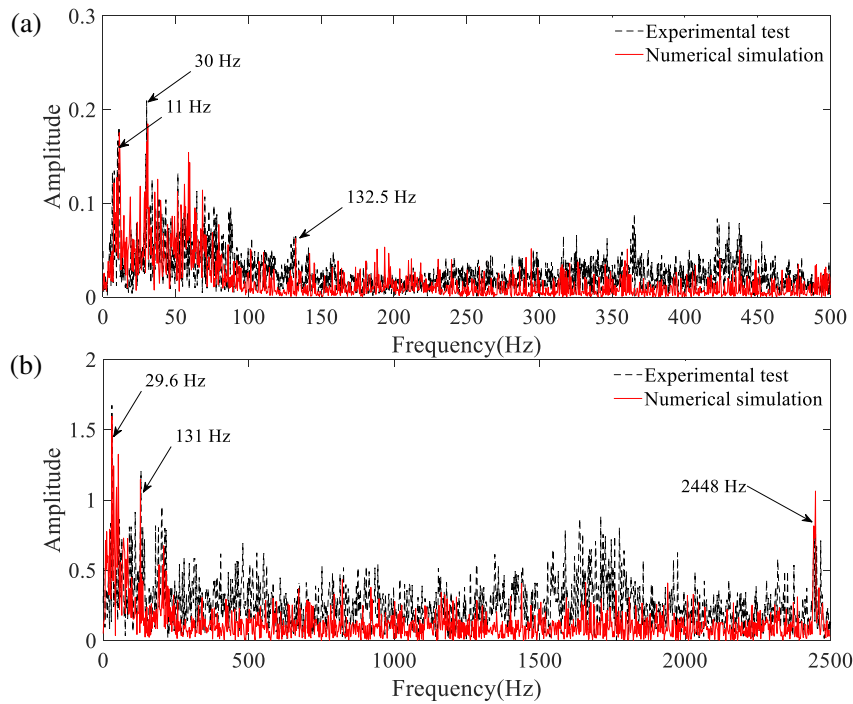 (a)
0.3
0.2
0.1
0
Amplitude
Experimental test
Numerical simulation
30 Hz
11 Hz
132.5 Hz
0 50 100 150 200 250 300 350 400 450 500
Frequency(Hz)
(b)
2
1.5
1
0.5
0
Amplitude
Experimental test
Numerical simulation
29.6 Hz
131 Hz
2448 Hz
0 500 1000 1500 2000 2500
Frequency(Hz)